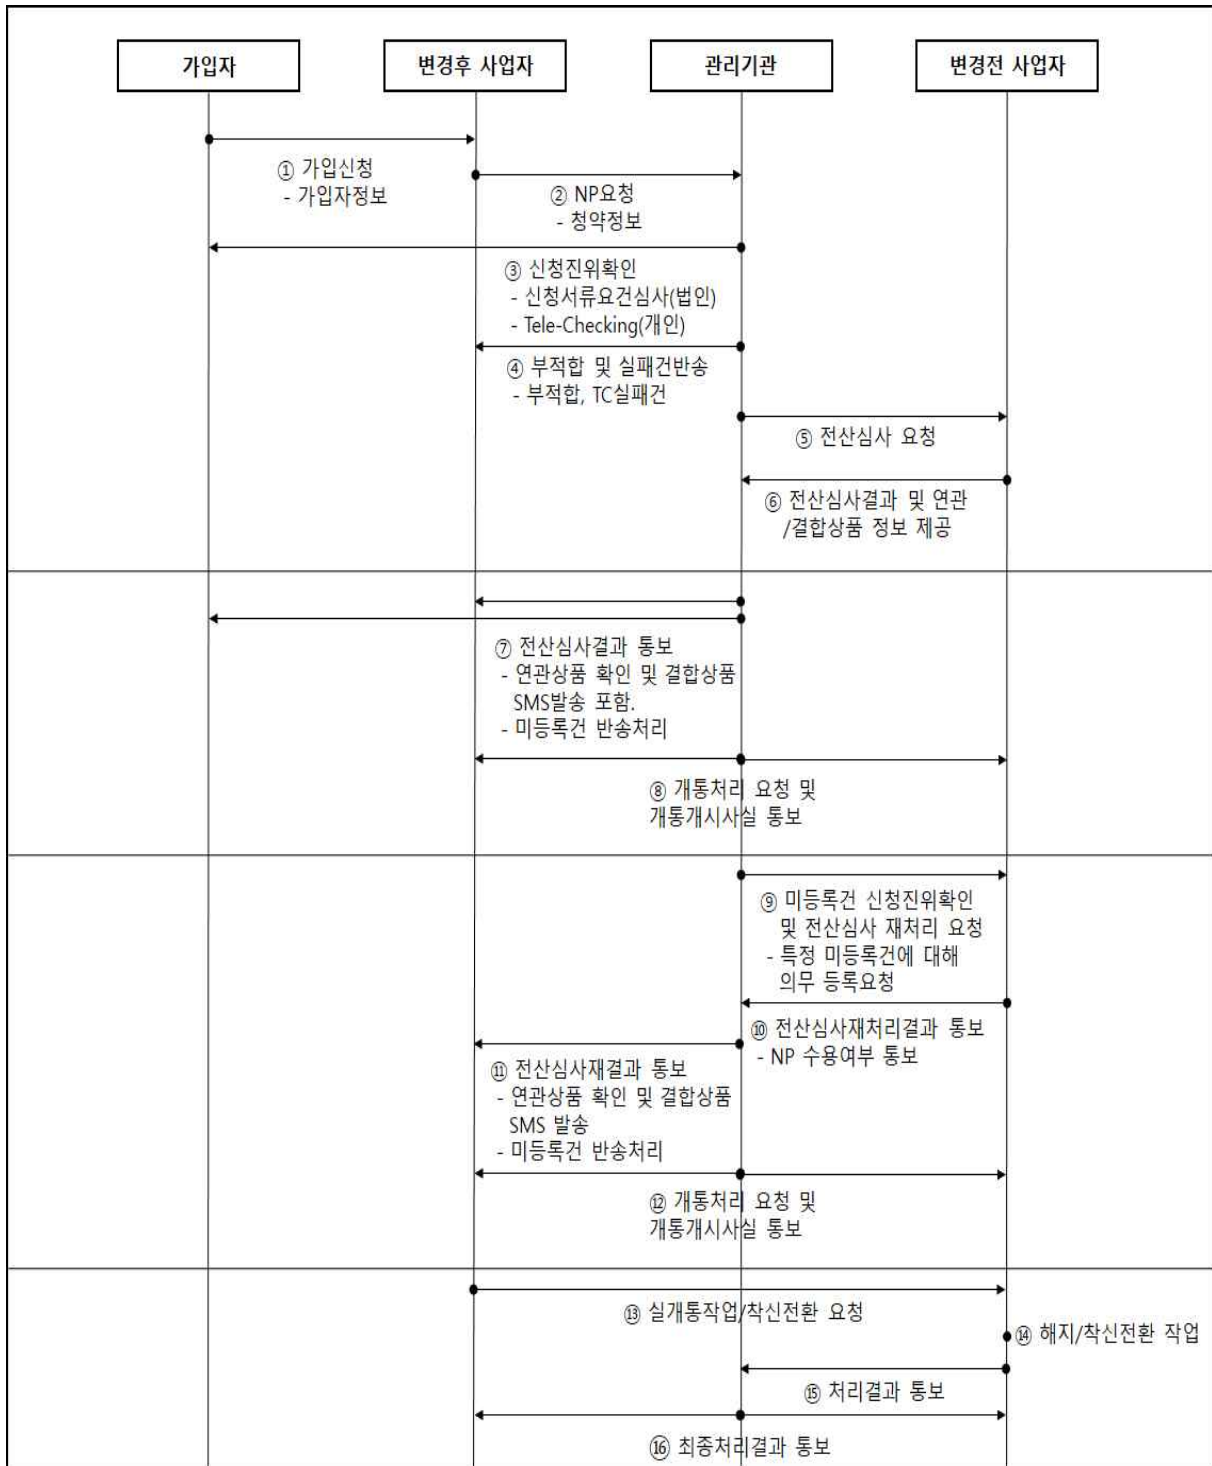 가입자
변경후 사업자
관리기관
변경전 사업자
① 가입신청
- 가입자정보
② NP요청
- 청약정보
③ 신청진위확인
- 신청서류요건심사(법인)
- Tele-Checking(개인)
④ 부적합 및 실패건반송
- 부적합, TC실패건
⑤ 전산심사 요청
⑥ 전산심사결과 및 연관
/결합상품 정보 제공
⑦ 전산심사결과 통보
- 연관상품 확인 및 결합상품
SMS발송 포함.
- 미등록건 반송처리
⑧ 개통처리 요청 및
개통개시사실 통보
⑨ 미등록건 신청진위확인
및 전산심사 재처리 요청
- 특정 미등록건에 대해
의무 등록요청
⑩ 전산심사재처리결과 통보
- NP 수용여부 통보
⑪ 전산심사재결과 통보
- 연관상품 확인 및 결합상품
SMS 발송
- 미등록건 반송처리
⑫ 개통처리 요청 및
개통개시사실 통보
⑬ 실개통작업/착신전환 요청
⑭ 해지/착신전환 작업
⑮ 처리결과 통보
⑯ 최종처리결과 통보